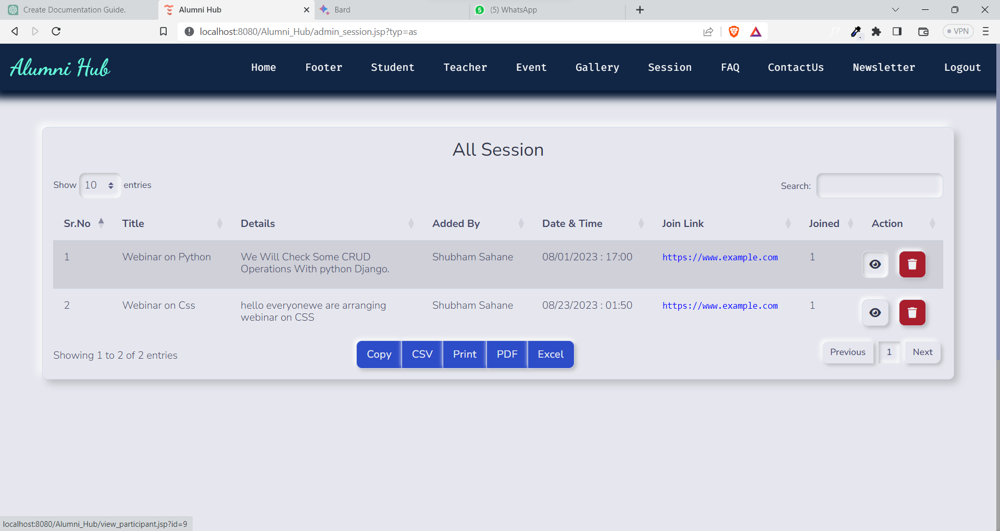 Create Documentation Guide.
Alumni Hub
Bard
5
(5) WhatsApp
localhost:8080/Alumni_Hub/admin_session.jsp?typ=as
VPN
Alumni Hub
Home Footer Student Teacher Event Gallery Session FAQ ContactUs Newsletter Logout
All Session
Show 10 entries
Search:
Sr.No Title Details Added By Date & Time Join Link Joined Action
1 Webinar on Python We Will Check Some CRUD Shubham Sahane 08/01/2023 : 17:00 https://www.example.com 1
Operations With python Django.
2 Webinar on Css hello everyonewe are arranging Shubham Sahane 08/23/2023 : 01:50 https://www.example.com 1
webinar on CSS
Showing 1 to 2 of 2 entries
Copy CSV Print PDF Excel
Previous 1 Next
localhost:8080/Alumni_Hub/view_participant.jsp?id=9